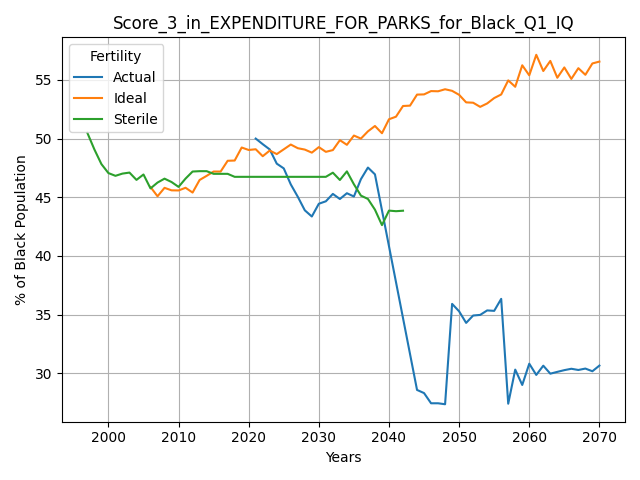 Score_3_in_EXPENDITURE_FOR_PARKS_for_Black_Q1_IQ
Fertility
Actual
Ideal
Sterile
% of Black Population
55
50
45
40
35
30
2000
2010
2020
2030
2040
2050
2060
2070
Years